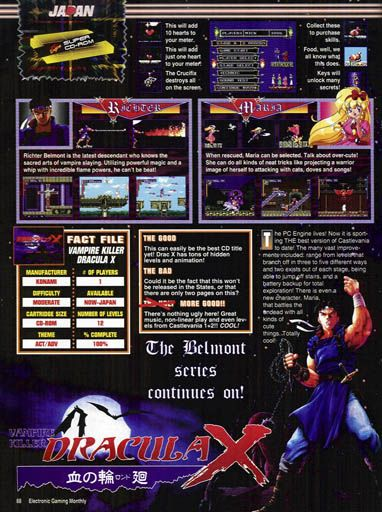 JAPAN
SUPER
CD-ROM
This will add
10 hearts to
your meter.
This will add
just one heart
to your meter!
The Crucifix
destroys all
on the screen.
Collect these
to purchase
skills.
Food, well, we
all know what
this does.
Keys will
unlock many
secrets!
RICHTER
Richter Belmont is the latest descendant who knows the
sacred arts of vampire slaying. Utilizing powerful magic and a
whip with incredible flame powers, he can't be beat!
MARIA
When rescued, Maria can be selected. Talk about over-cute!
She can do all kinds of neat tricks like projecting a warrior
image of herself to attacking with cats, doves and songs!
FACT FILE
VAMPIRE KILLER
DRACULA X
MANUFACTURER
# OF PLAYERS
KONAMI
1
DIFFICULTY
AVAILABLE
MODERATE
NOW-JAPAN
CARTRIDGE SIZE
NUMBER OF LEVELS
CD-ROM
12
THEME
% COMPLETE
ACT/ADV
100%
THE GOOD
This can easily be the best CD title
yet! Drac X has tons of hidden
levels and animation!
THE BAD
Could it be the fact that this won't
be released in the States, or that
there are only two pages on this?
MORE GOOD!!
There's nothing ugly here! Great
music, non-linear play and even lev-
els from Castlevania 1+2!! COOL!
The PC Engine lives! Now it is sport-
ing THE best version of Castlevania
to date! The many vast improve-
ments included: range from levels that
branch off in three to five different ways
and two exists out of each stage, being
able to jump off stairs, and a
battery backup for total
exploration! There is even a
new character, Maria,
that battles the
undead with all
kinds of
cute
things. Totally
cool!
The Belmont
series
continues on!
VAMPIRE
KILLER
DRACULA X
血の輪ロンド廻
88 Electronic Gaming Monthly